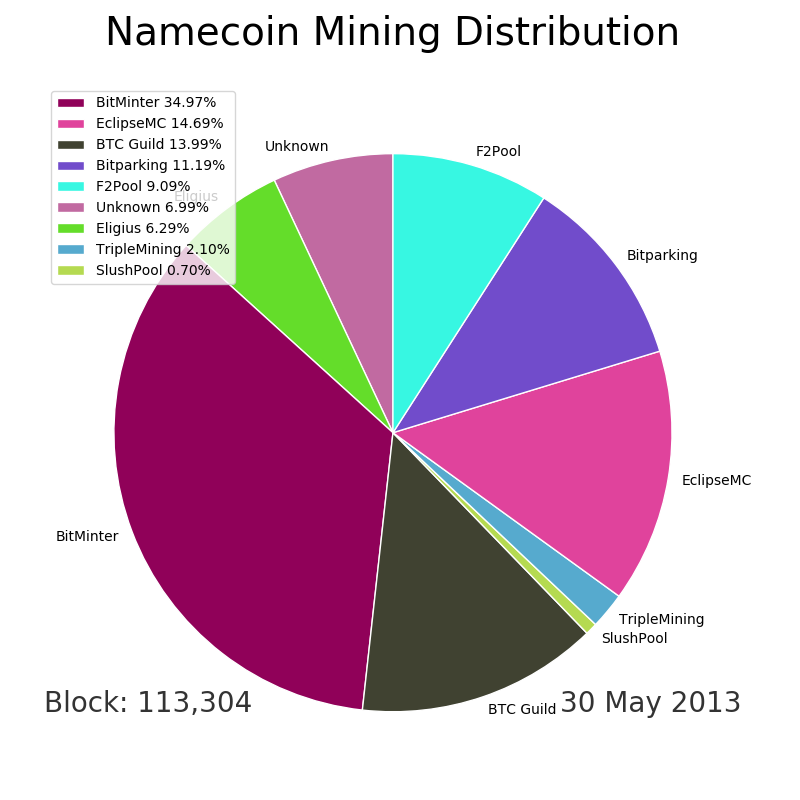 Namecoin Mining Distribution
BitMinter 34.97%
EclipseMC 14.69%
BTC Guild 13.99%
Bitparking 11.19%
F2Pool 9.09%
Unknown 6.99%
Eligius 6.29%
TripleMining 2.10%
SlushPool 0.70%
Unknown
F2Pool
Eligius
Bitparking
EclipseMC
BitMinter
TripleMining
SlushPool
BTC Guild
Block: 113,304
30 May 2013